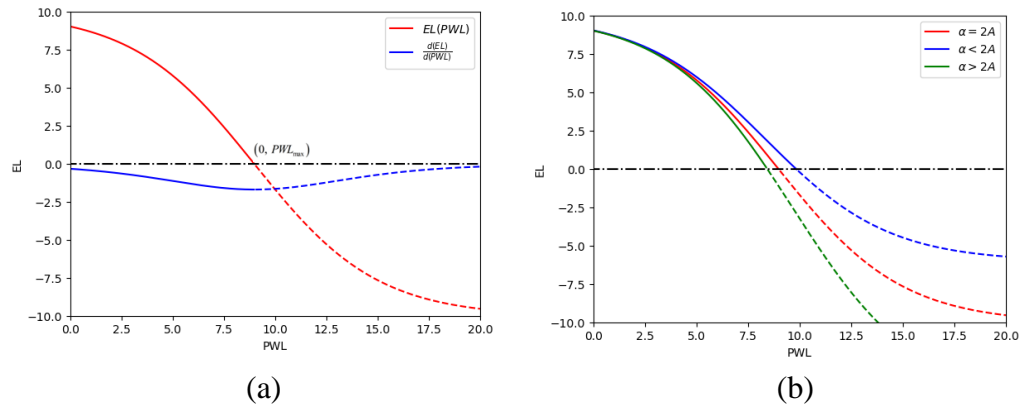 10.0
7.5
5.0
2.5
0.0
−2.5
−5.0
−7.5
−10.0
EL
0.0 2.5 5.0 7.5 10.0 12.5 15.0 17.5 20.0
PWL
EL(PWL)
d(EL)
d(PWL)
(0, PWL_max)
(a)
10.0
7.5
5.0
2.5
0.0
−2.5
−5.0
−7.5
−10.0
EL
0.0 2.5 5.0 7.5 10.0 12.5 15.0 17.5 20.0
PWL
α = 2A
α < 2A
α > 2A
(b)